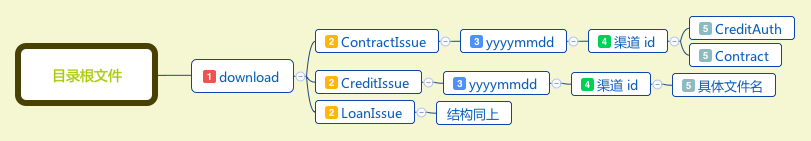 目录根文件
1 download
2 ContractIssue
3 yyyymmdd
4 渠道 id
5 CreditAuth
5 Contract
2 CreditIssue
3 yyyymmdd
4 渠道 id
5 具体文件名
2 LoanIssue
结构同上